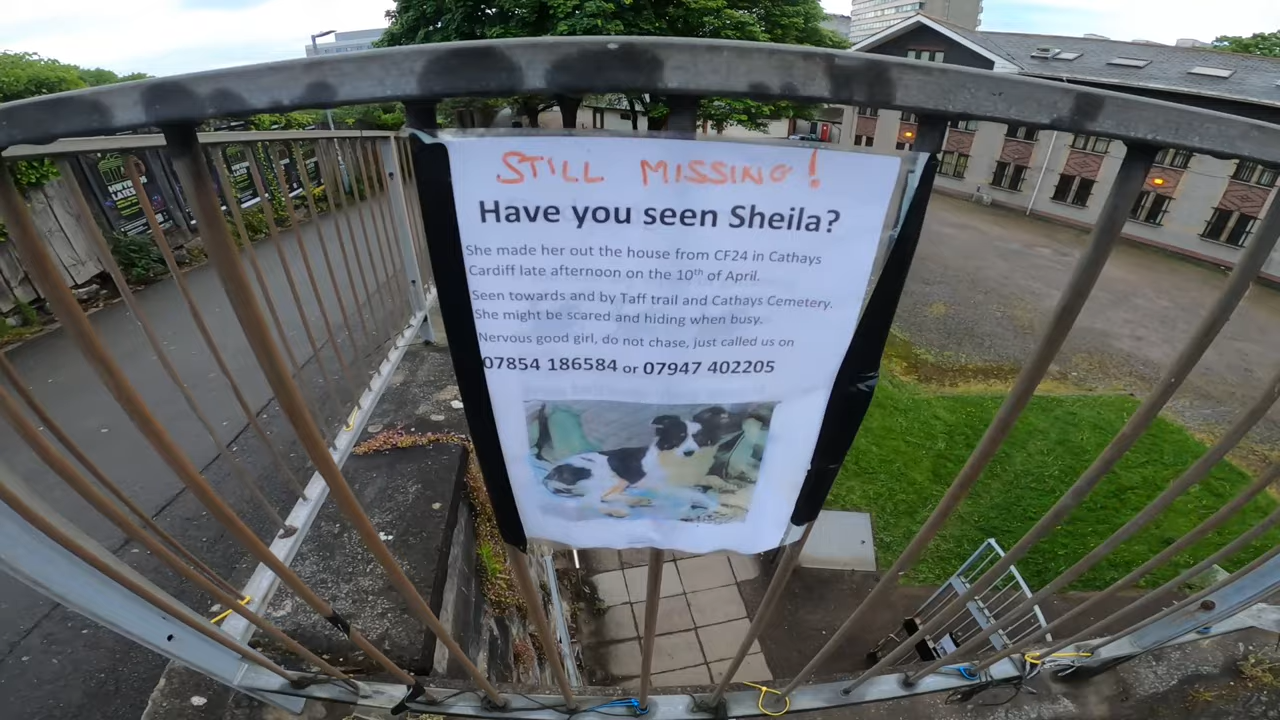 STILL MISSING!
Have you seen Sheila?
She made her out the house from CF24 in Cathays
Cardiff late afternoon on the 10th of April.
Seen towards and by Taff trail and Cathays Cemetery.
She might be scared and hiding when busy.
Nervous good girl, do not chase, just called us on
07854 186584 or 07947 402205
LATES